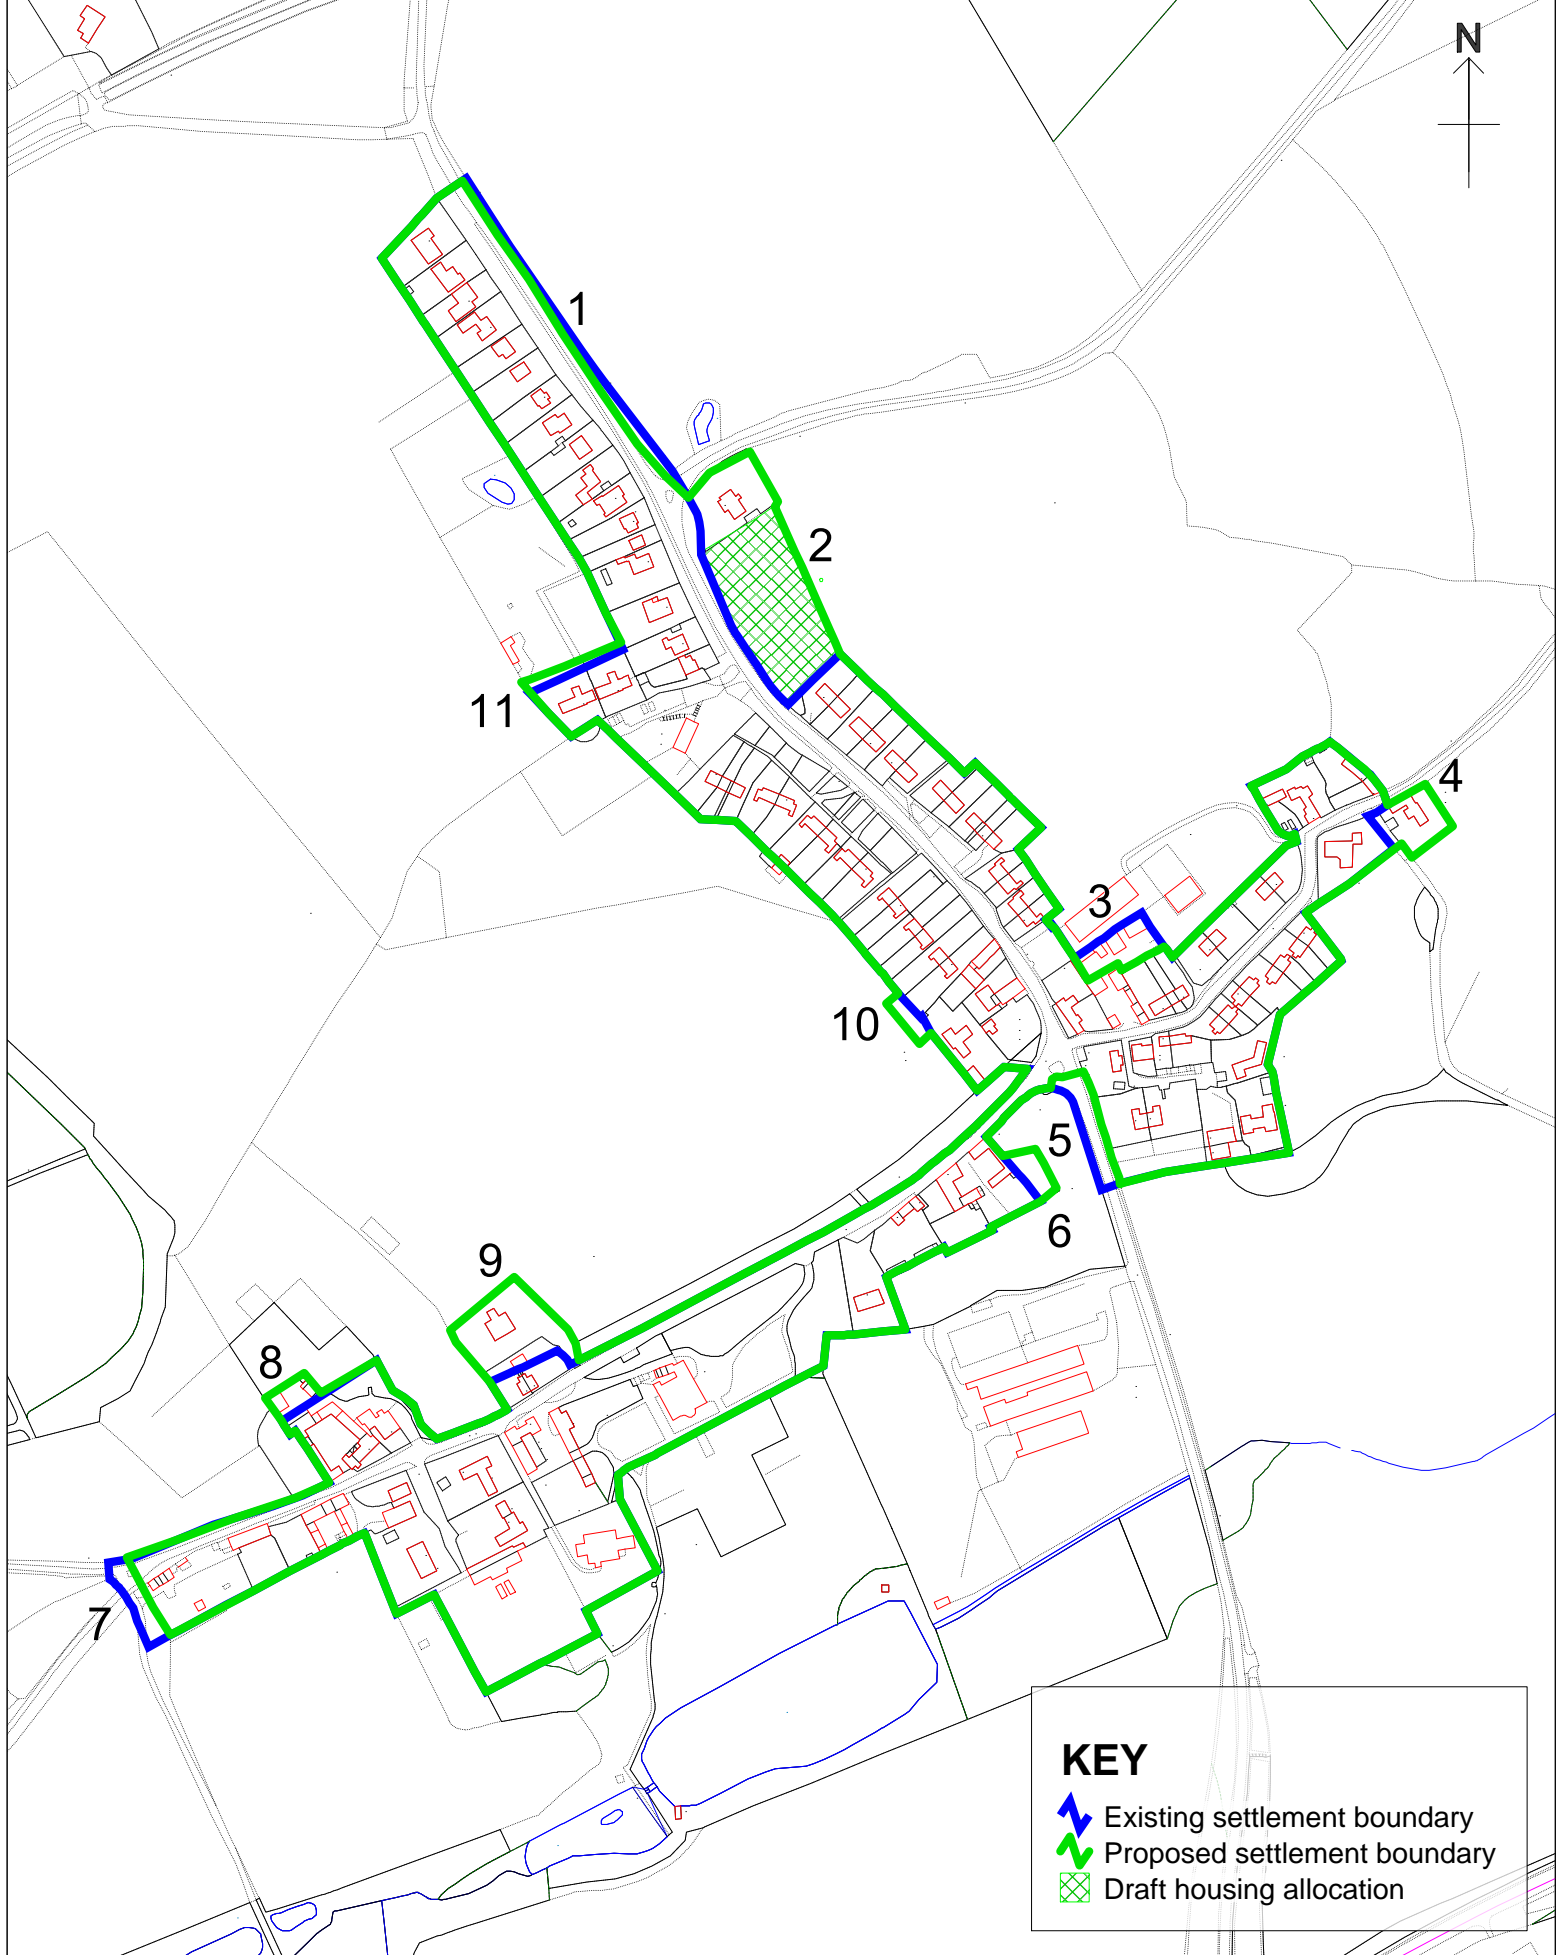 N
1
2
4
3
11
10
5
6
9
8
7
KEY
Existing settlement boundary
Proposed settlement boundary
Draft housing allocation